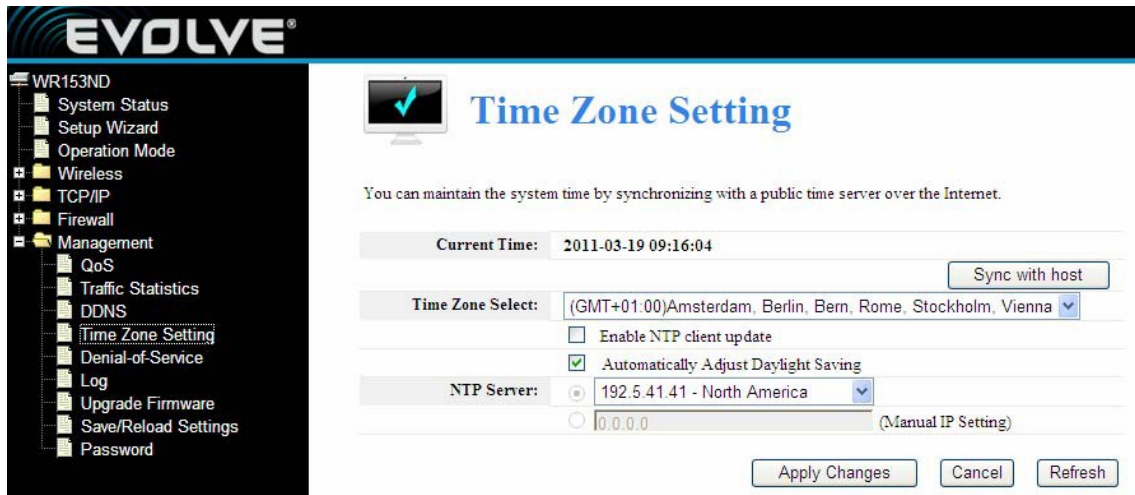 EVOLVE®
WR153ND
System Status
Setup Wizard
Operation Mode
Wireless
TCP/IP
Firewall
Management
QoS
Traffic Statistics
DDNS
Time Zone Setting
Denial-of-Service
Log
Upgrade Firmware
Save/Reload Settings
Password
Time Zone Setting
You can maintain the system time by synchronizing with a public time server over the Internet.
Current Time: 2011-03-19 09:16:04
Sync with host
Time Zone Select: (GMT+01:00)Amsterdam, Berlin, Bern, Rome, Stockholm, Vienna
Enable NTP client update
Automatically Adjust Daylight Saving
NTP Server: 192.5.41.41 - North America
0.0.0.0 (Manual IP Setting)
Apply Changes Cancel Refresh